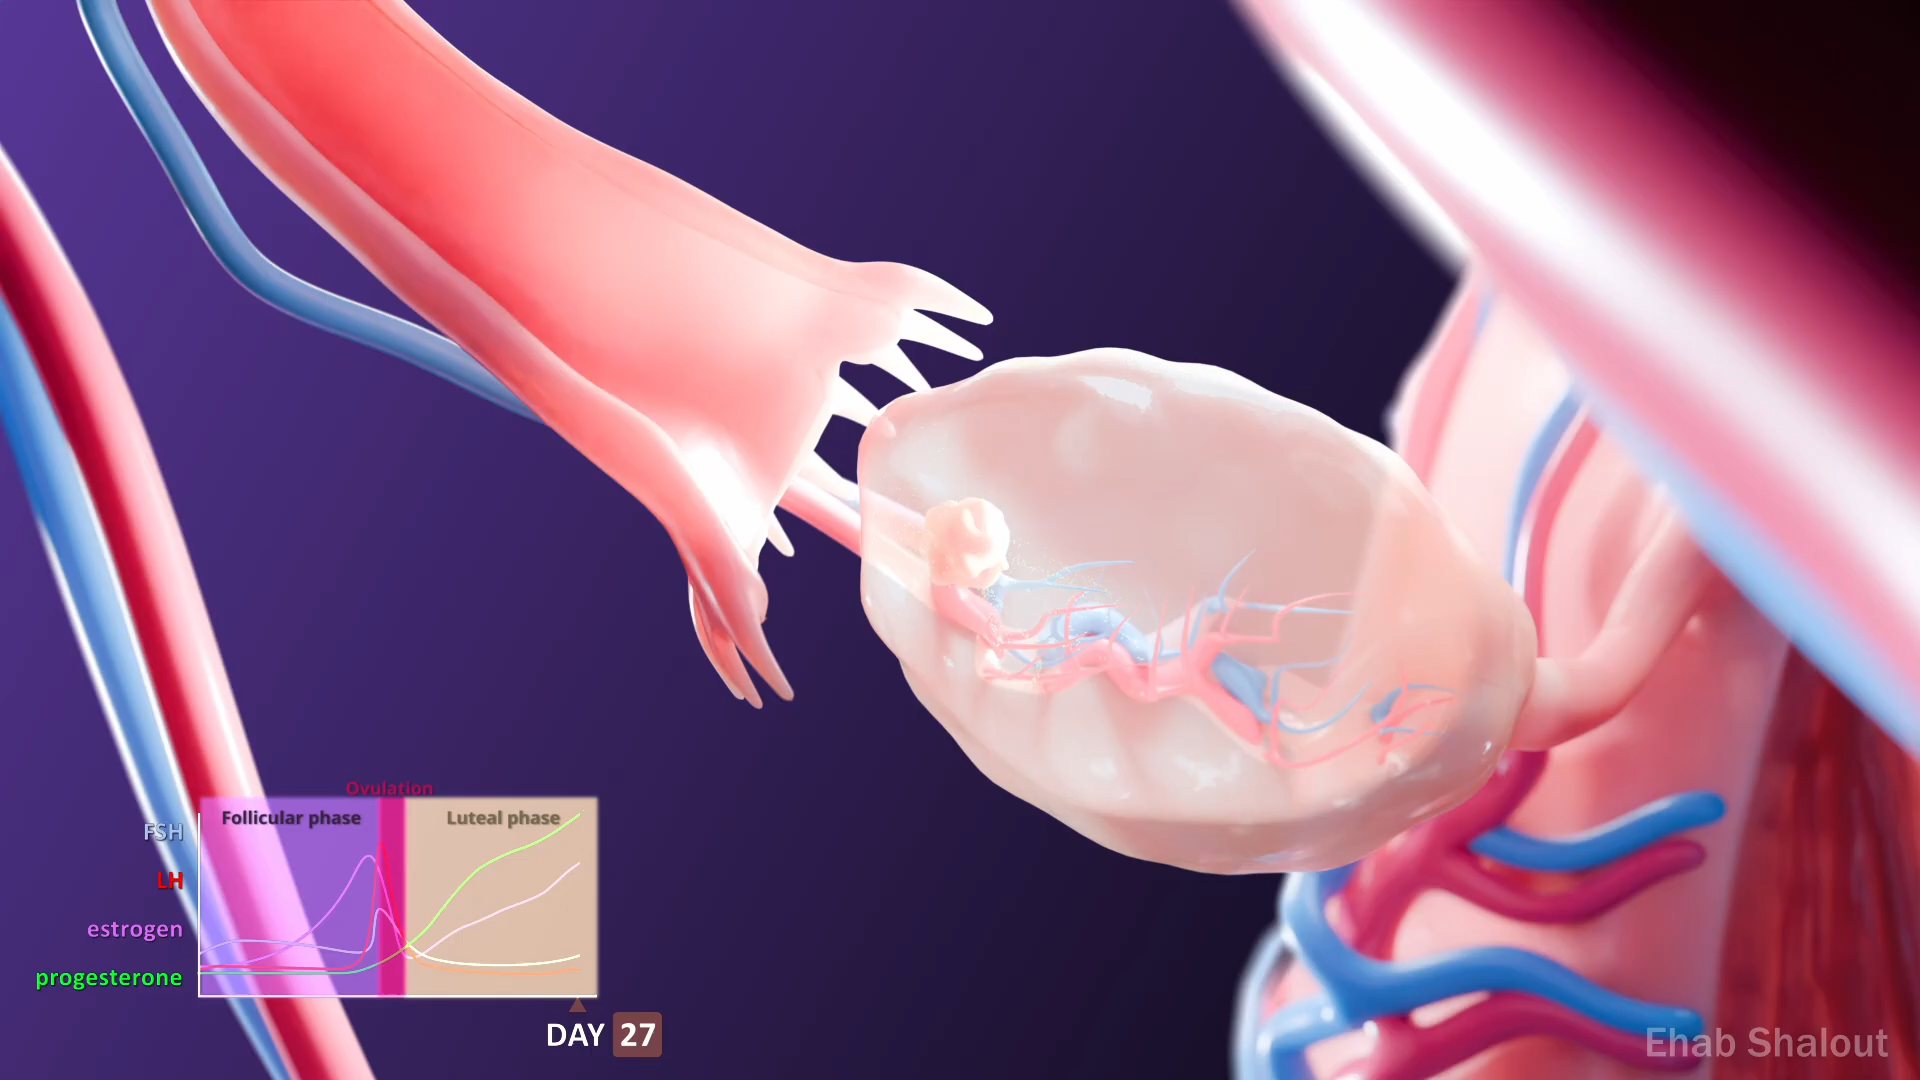 Ovulation
Follicular phase
Luteal phase
FSH
LH
estrogen
progesterone
DAY 27
Ehab Shalout